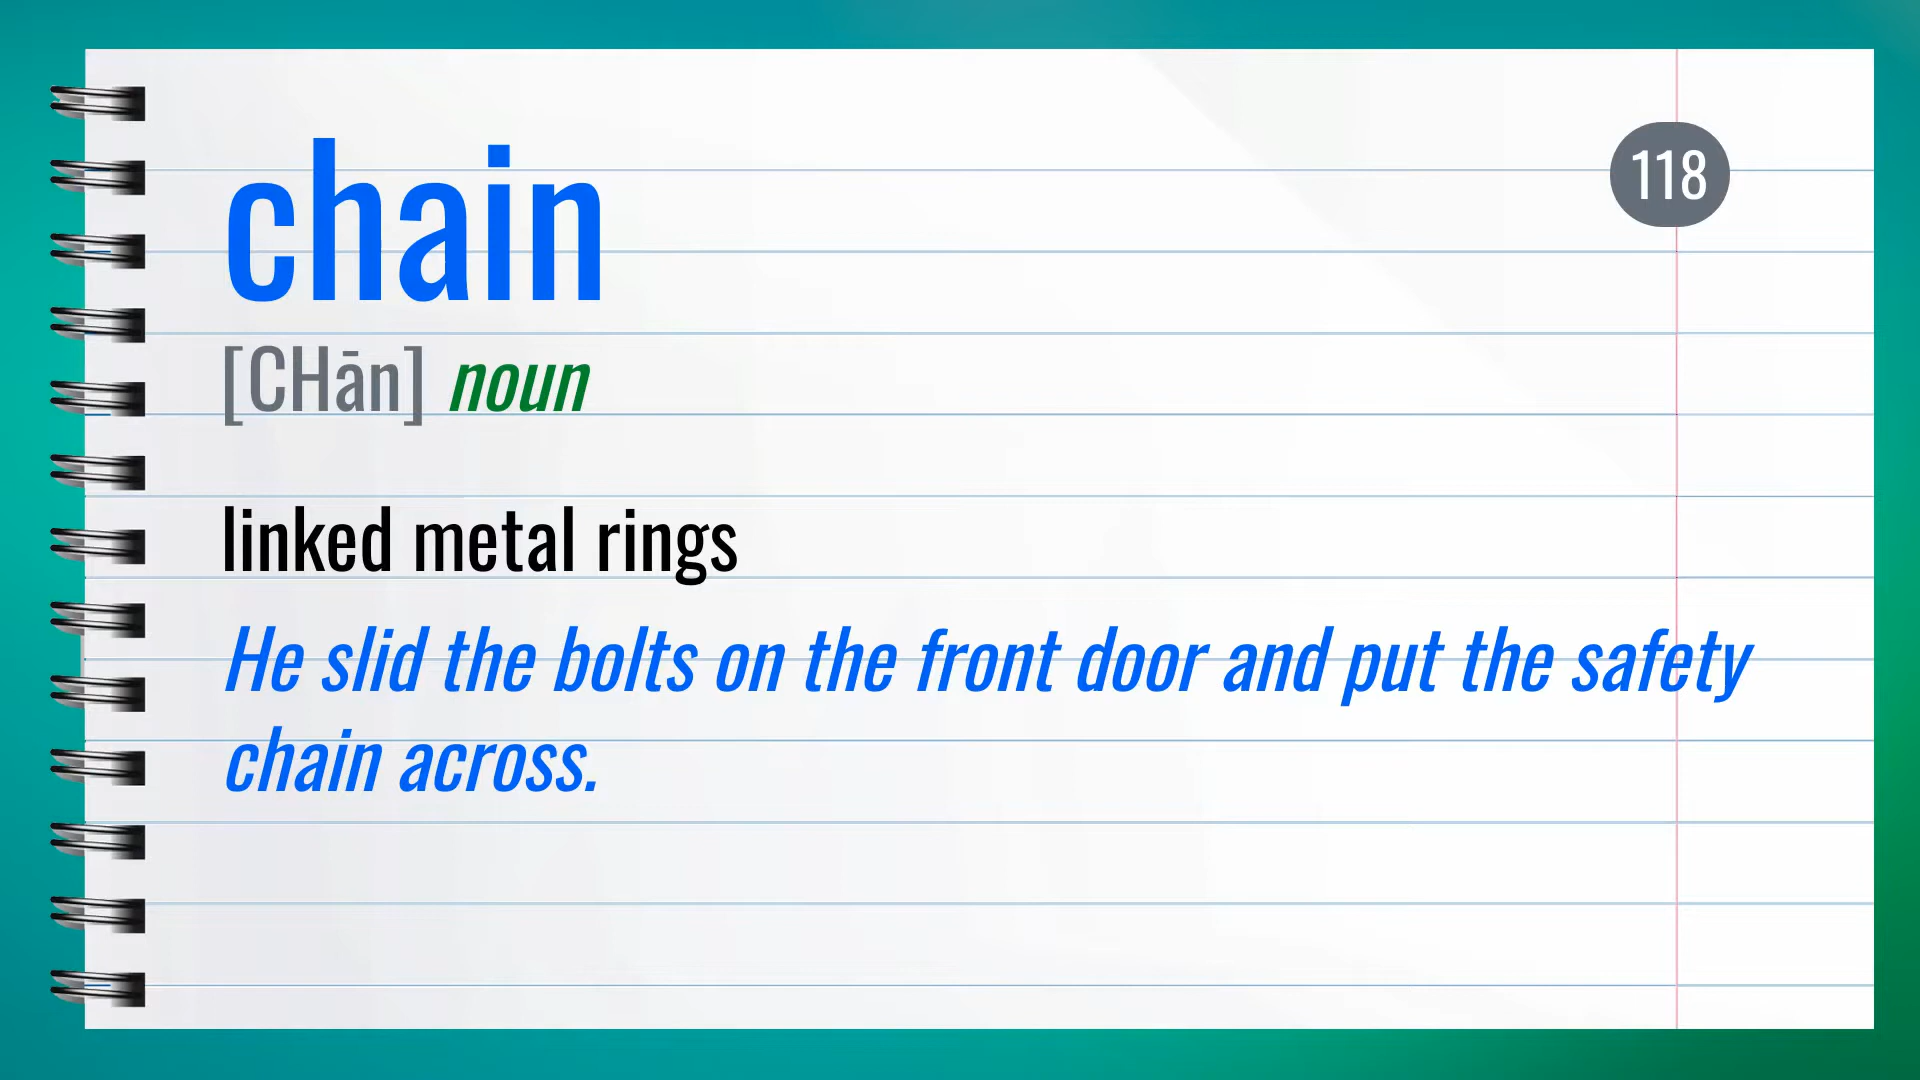 chain
118
[CHān] noun
linked metal rings
He slid the bolts on the front door and put the safety
chain across.